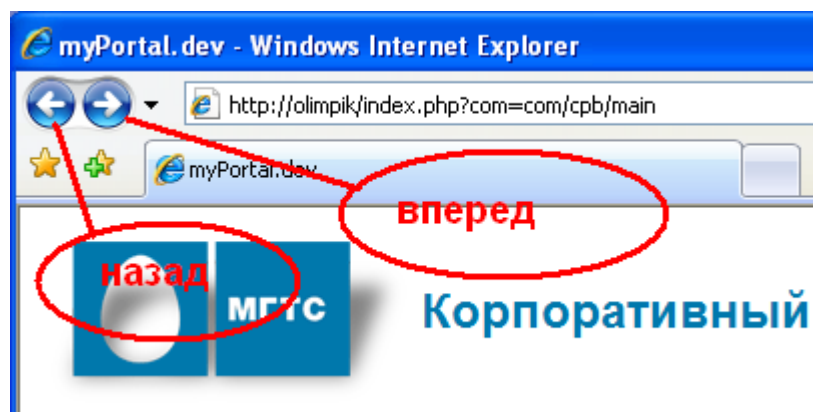 myPortal.dev - Windows Internet Explorer
http://olimpik/index.php?com=com/cpb/main
myPortal.dev
вперед
назад
МГТС
Корпоративный